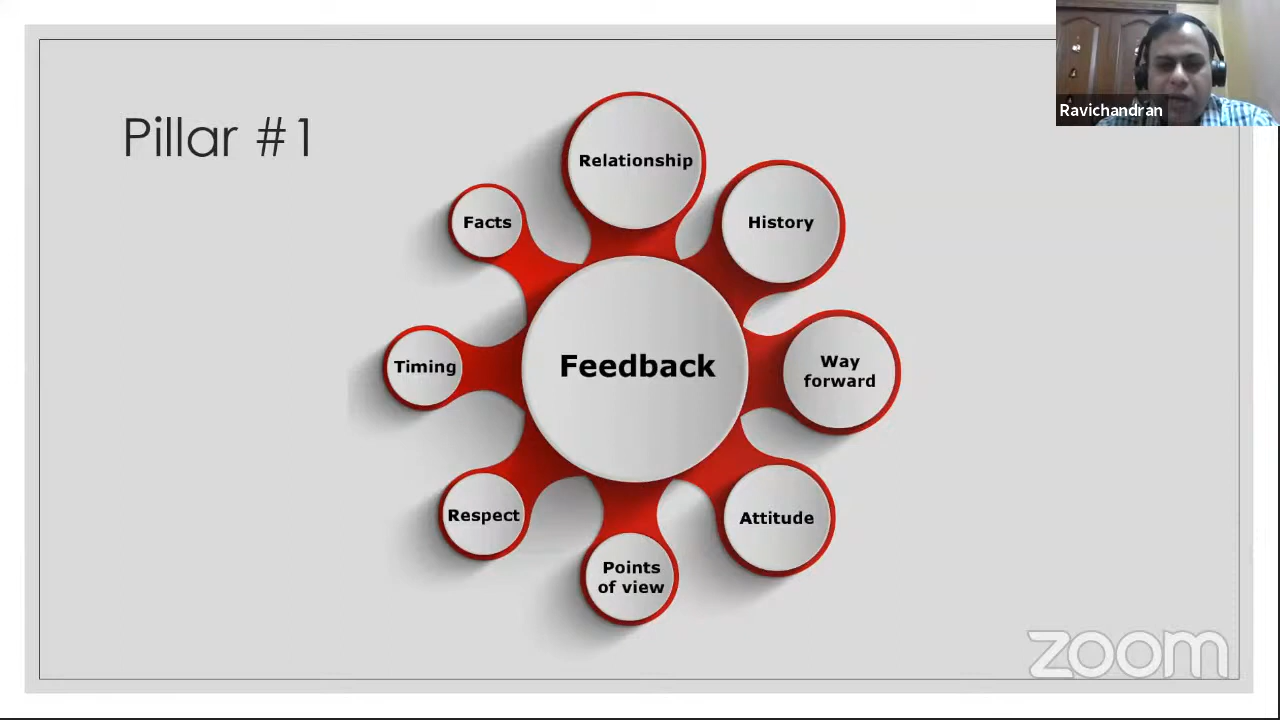 Pillar #1
Ravichandran
Relationship
Facts
History
Feedback
Timing
Way
forward
Respect
Attitude
Points
of view
zoom